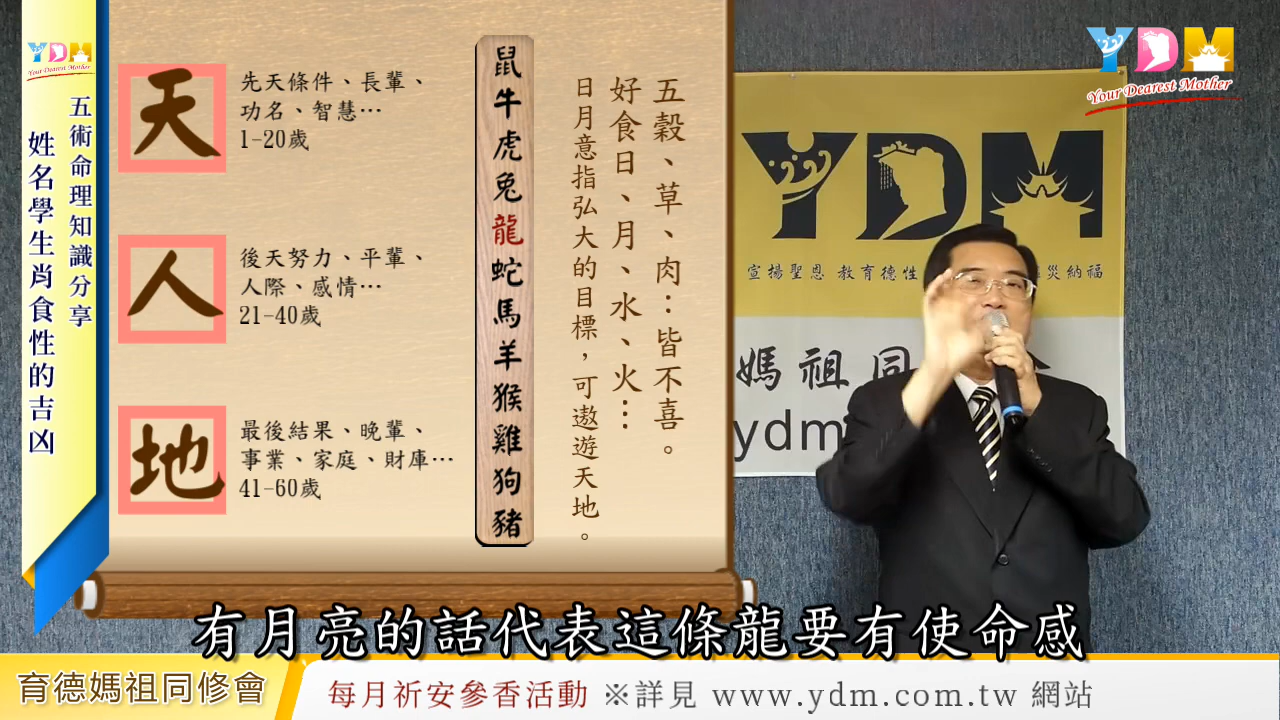 YDM
Your Dearest Mother
五術命理知識分享
姓名學生肖食性的吉凶
天
先天條件、長輩、
功名、智慧…
1-20歲
人
後天努力、平輩、
人際、感情…
21-40歲
地
最後結果、晚輩、
事業、家庭、財庫…
41-60歲
鼠牛虎兔龍蛇馬羊猴雞狗豬
五穀、草、肉：皆不喜。
好食日、月、水、火…
日月意指弘大的目標，可遨遊天地。
YDM
Your Dearest Mother
YDM
宣揚聖恩 教育德性 災納福
媽祖同
ydm
有月亮的話代表這條龍要有使命感
育德媽祖同修會
每月祈安參香活動 ※詳見 www.ydm.com.tw 網站